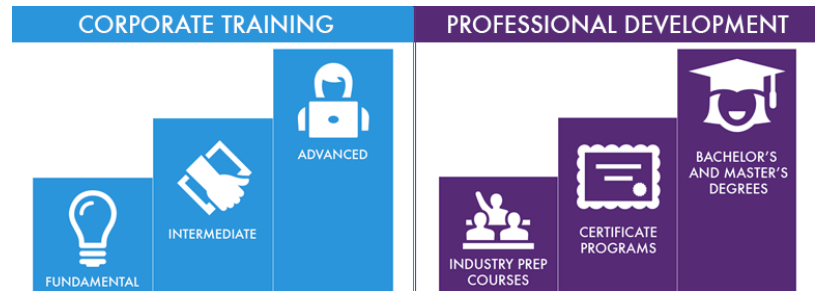 CORPORATE TRAINING
FUNDAMENTAL
INTERMEDIATE
ADVANCED
PROFESSIONAL DEVELOPMENT
INDUSTRY PREP
COURSES
CERTIFICATE
PROGRAMS
BACHELOR'S
AND MASTER'S
DEGREES